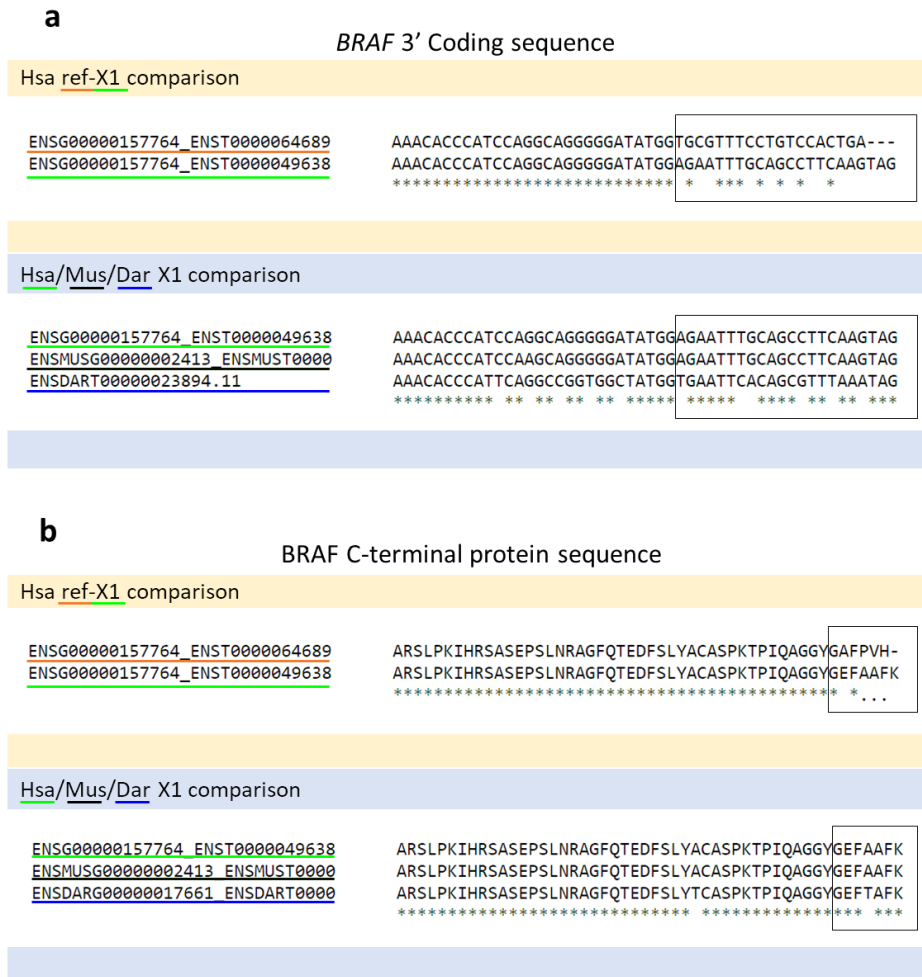 a
BRAF 3’ Coding sequence
Hsa ref-X1 comparison
ENSG00000157764_ENST0000064689 AAACACCCATCCAGGCAGGGGGATATGGTGCGTTTCCTGTCCACTGA---
ENSG00000157764_ENST0000049638 AAACACCCATCCAGGCAGGGGGATATGGAGAATTTGCAGCCTTCAAGTAG
**************************** *  *** * * *  *
Hsa/Mus/Dar X1 comparison
ENSG00000157764_ENST0000049638 AAACACCCATCCAGGCAGGGGGATATGGAGAATTTGCAGCCTTCAAGTAG
ENSMUSG00000002413_ENSMUST0000 AAACACCCATCCAAGCAGGGGGATATGGAGAATTTGCAGCCTTCAAGTAG
ENSDART00000023894.11 AAACACCCATTCAGGCCGGTGGCTATGGTGAATTCACAGCGTTTAAATAG
********** ** ** ** ** ***** *****  **** ** ** ***
b
BRAF C-terminal protein sequence
Hsa ref-X1 comparison
ENSG00000157764_ENST0000064689 ARSLPKIHRSASEPSLNRAGFQTEDFSLYACASPKTPIQAGGYGAFPVH-
ENSG00000157764_ENST0000049638 ARSLPKIHRSASEPSLNRAGFQTEDFSLYACASPKTPIQAGGYGEFAAFK
******************************************** *...
Hsa/Mus/Dar X1 comparison
ENSG00000157764_ENST0000049638 ARSLPKIHRSASEPSLNRAGFQTEDFSLYACASPKTPIQAGGYGEFAAFK
ENSMUSG00000002413_ENSMUST0000 ARSLPKIHRSASEPSLNRAGFQTEDFSLYACASPKTPIQAGGYGEFAAFK
ENSDARG00000017661_ENSDART0000 ARSLPKIHRSASEPSLNRAGFQTEDFSLYTCASPKTPIQAGGYGEFTAFK
***************************** **************** ***